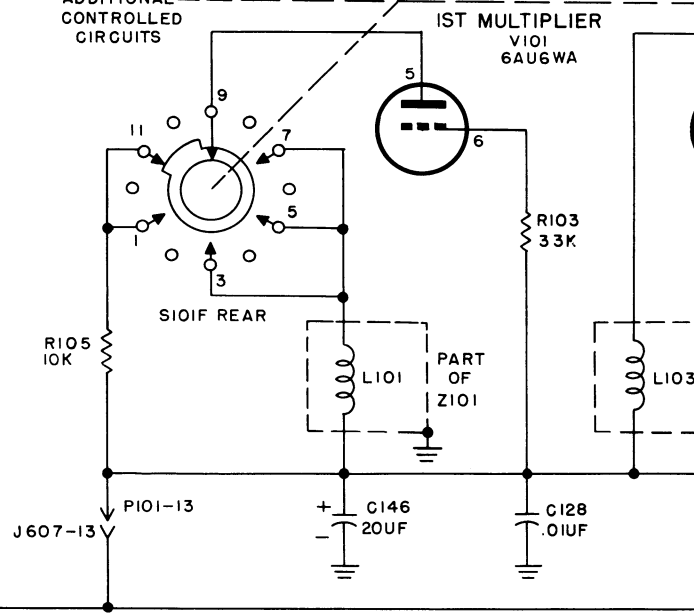 ADDITIONAL
CONTROLLED
CIRCUITS
1ST MULTIPLIER
V101
6AU6WA
5
9
11
7
6
1
5
3
R103
33K
S101F REAR
R105
10K
L101
PART
OF
Z101
L103
P101-13
J607-13
+
C146
20UF
–
C128
.01UF